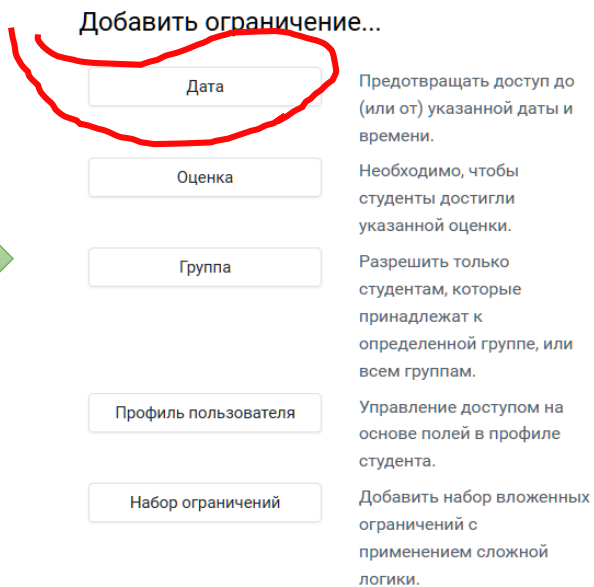 Добавить ограничение...
Дата
Предотвращать доступ до
(или от) указанной даты и
времени.
Оценка
Необходимо, чтобы
студенты достигли
указанной оценки.
Группа
Разрешить только
студентам, которые
принадлежат к
определенной группе, или
всем группам.
Профиль пользователя
Управление доступом на
основе полей в профиле
студента.
Набор ограничений
Добавить набор вложенных
ограничений с
применением сложной
логики.